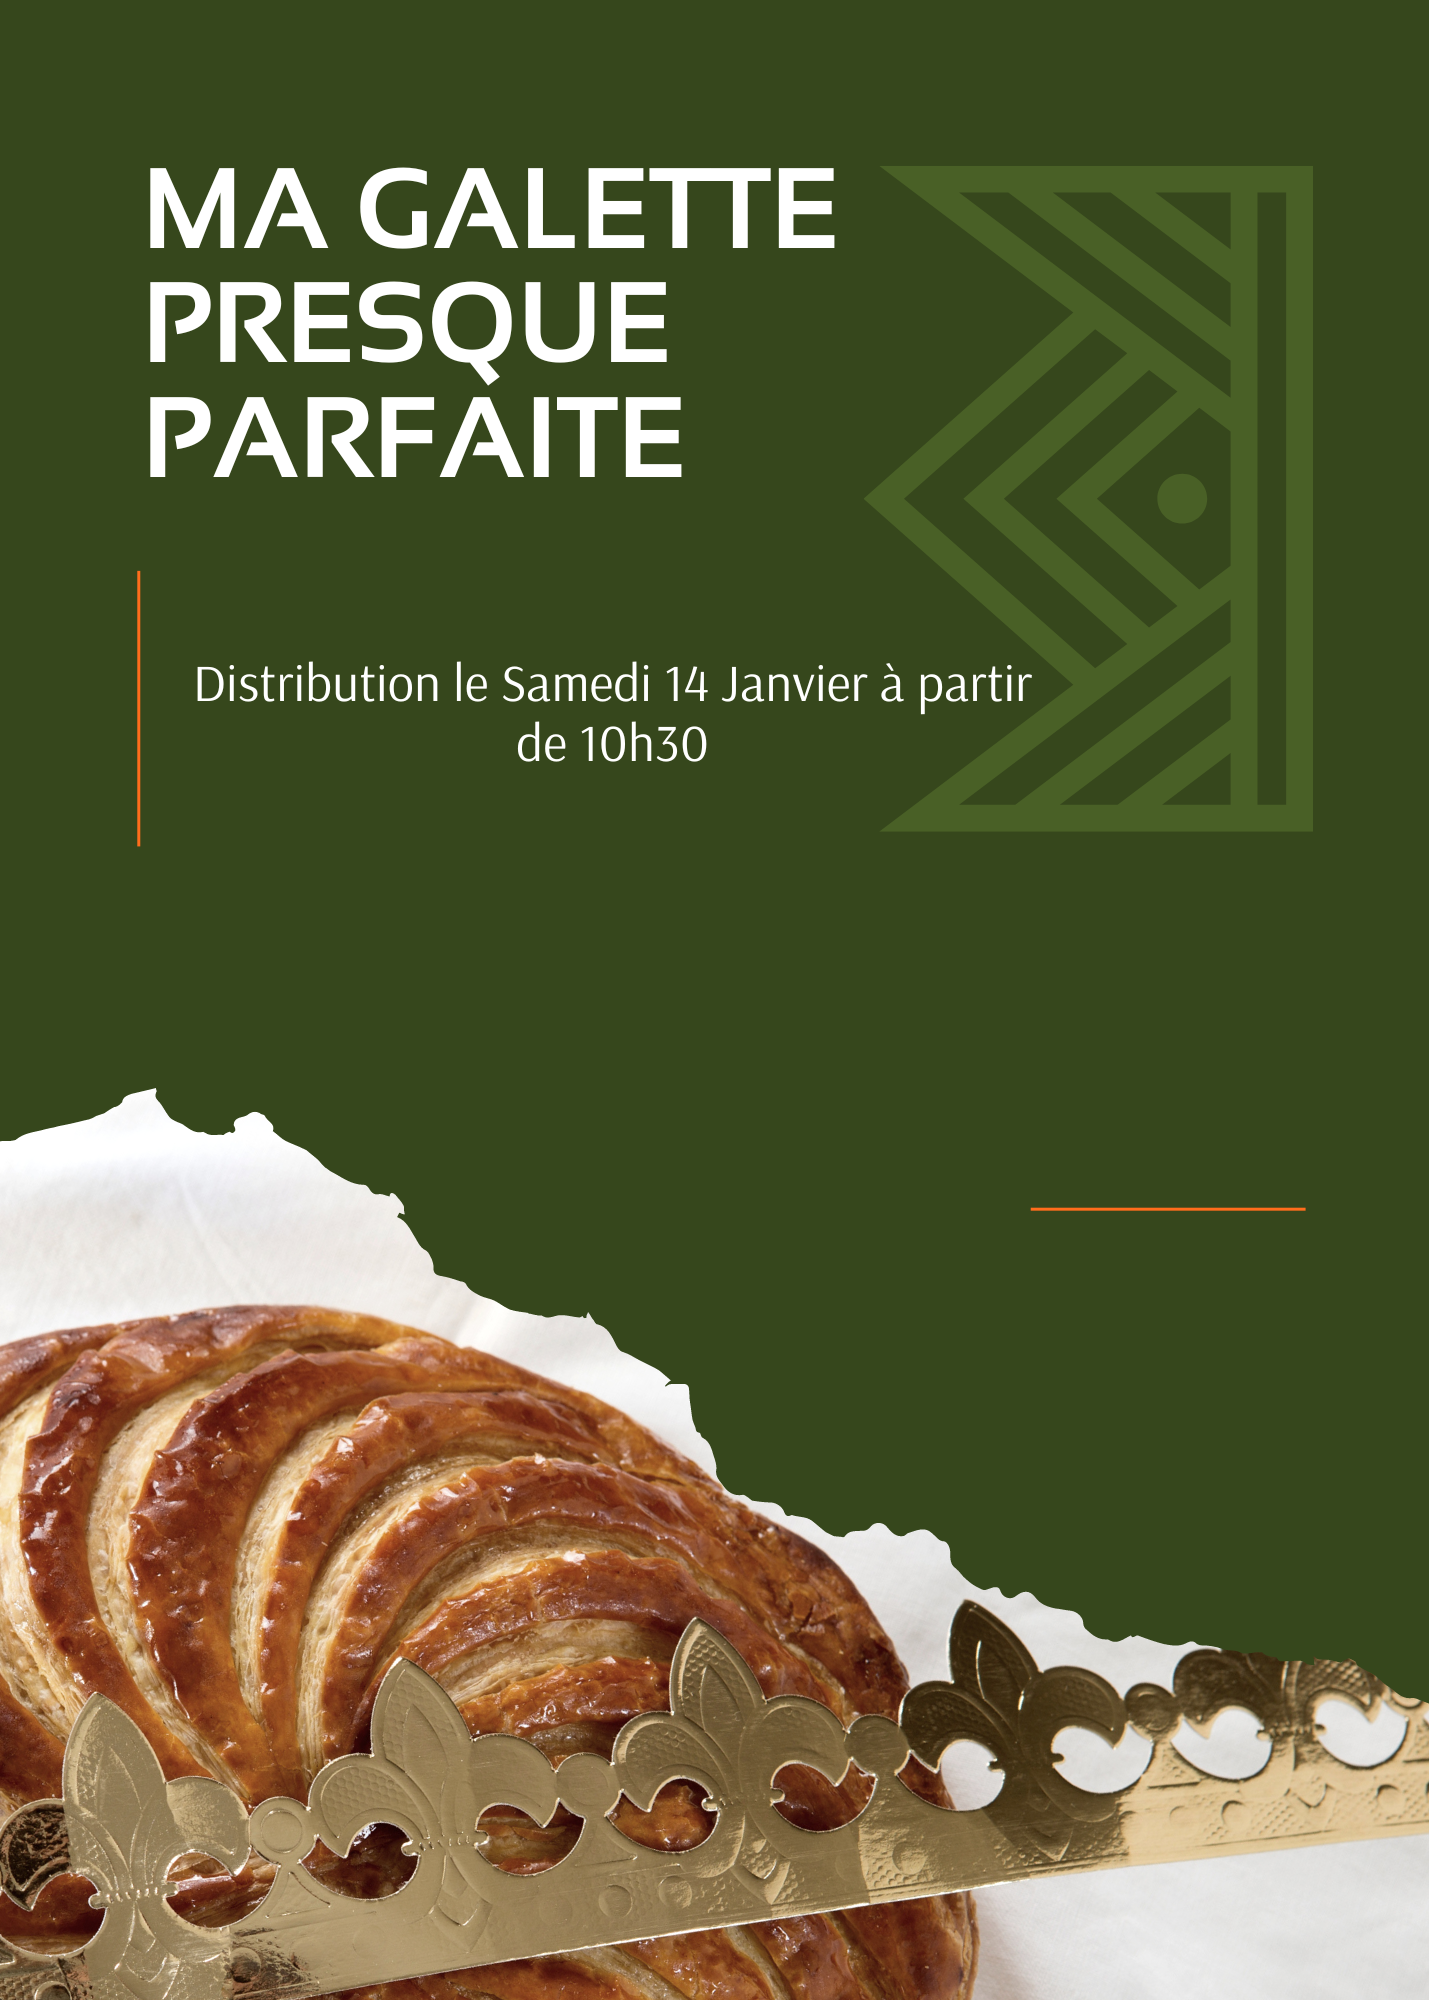 MA GALETTE
PRESQUE
PARFAITE
Distribution le Samedi 14 Janvier à partir
de 10h30